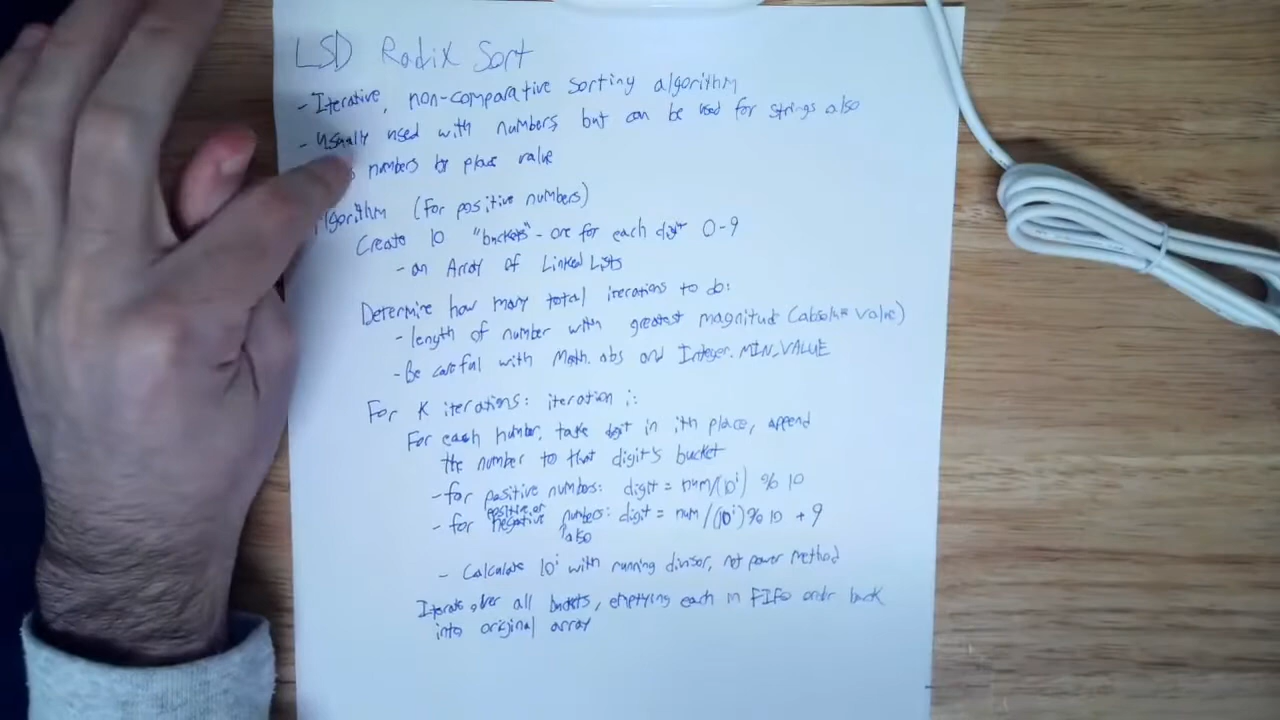 LSD Radix Sort
- Iterative, non-comparative sorting algorithm
- Usually used with numbers, but can be used for strings also
numbers by place value
lgorithm (for positive numbers)
Create 10 "buckets" - one for each digit 0-9
- an Array of Linked Lists
Determine how many total iterations to do:
- length of number with greatest magnitude (absolute value)
- Be careful with Math.abs and Integer.MIN_VALUE
For K iterations: iteration i:
For each number, take digit in ith place, append
the number to that digit's bucket
- for positive numbers: digit = num/(10^i) % 10
- for positive or negative numbers: digit = num/(10^i)%10 + 9
also
- Calculate 10^i with running divisor, not power method
Iterate over all buckets, emptying each in FIFO order back
into original array